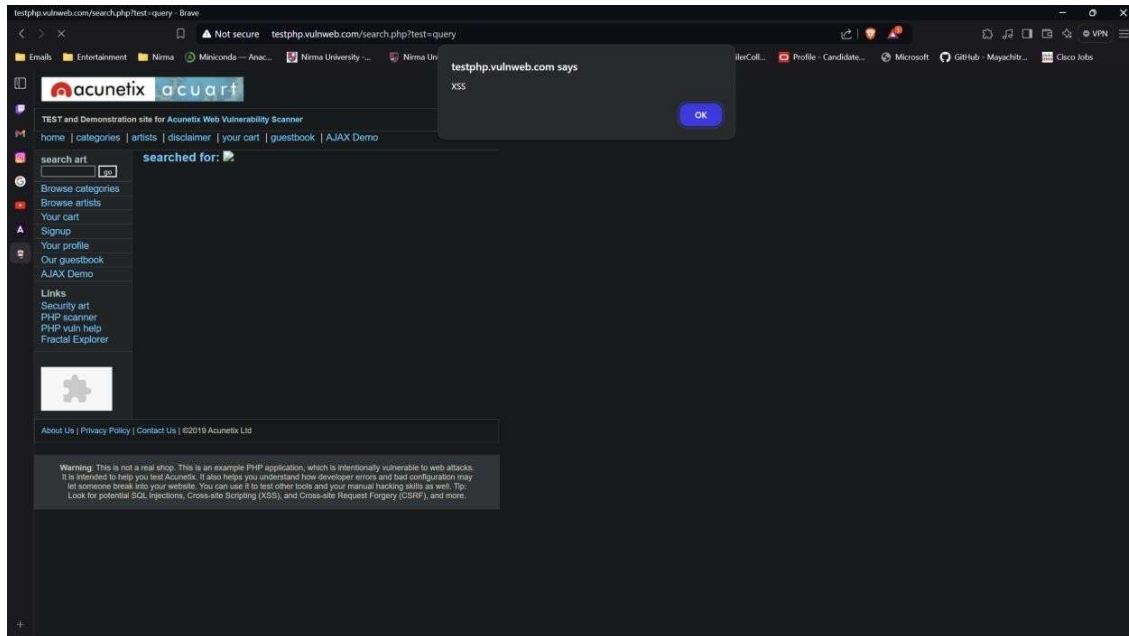 testphp.vulnweb.com/search.php?test=query - Brave
Not secure testphp.vulnweb.com/search.php?test=query
VPN
Emails Entertainment Nirma Miniconda — Anac... Nirma University -... Nirma Un
ilerColl... Profile - Candidate... Microsoft GitHub - Mayachitr... Cisco Jobs
testphp.vulnweb.com says
XSS
OK
acunetix acuart
TEST and Demonstration site for Acunetix Web Vulnerability Scanner
home | categories | artists | disclaimer | your cart | guestbook | AJAX Demo
search art
go
searched for:
Browse categories
Browse artists
Your cart
Signup
Your profile
Our guestbook
AJAX Demo
Links
Security art
PHP scanner
PHP vuln help
Fractal Explorer
About Us | Privacy Policy | Contact Us | ©2019 Acunetix Ltd
Warning: This is not a real shop. This is an example PHP application, which is intentionally vulnerable to web attacks.
It is intended to help you test Acunetix. It also helps you understand how developer errors and bad configuration may
let someone break into your website. You can use it to test other tools and your manual hacking skills as well. Tip:
Look for potential SQL Injections, Cross-site Scripting (XSS), and Cross-site Request Forgery (CSRF), and more.